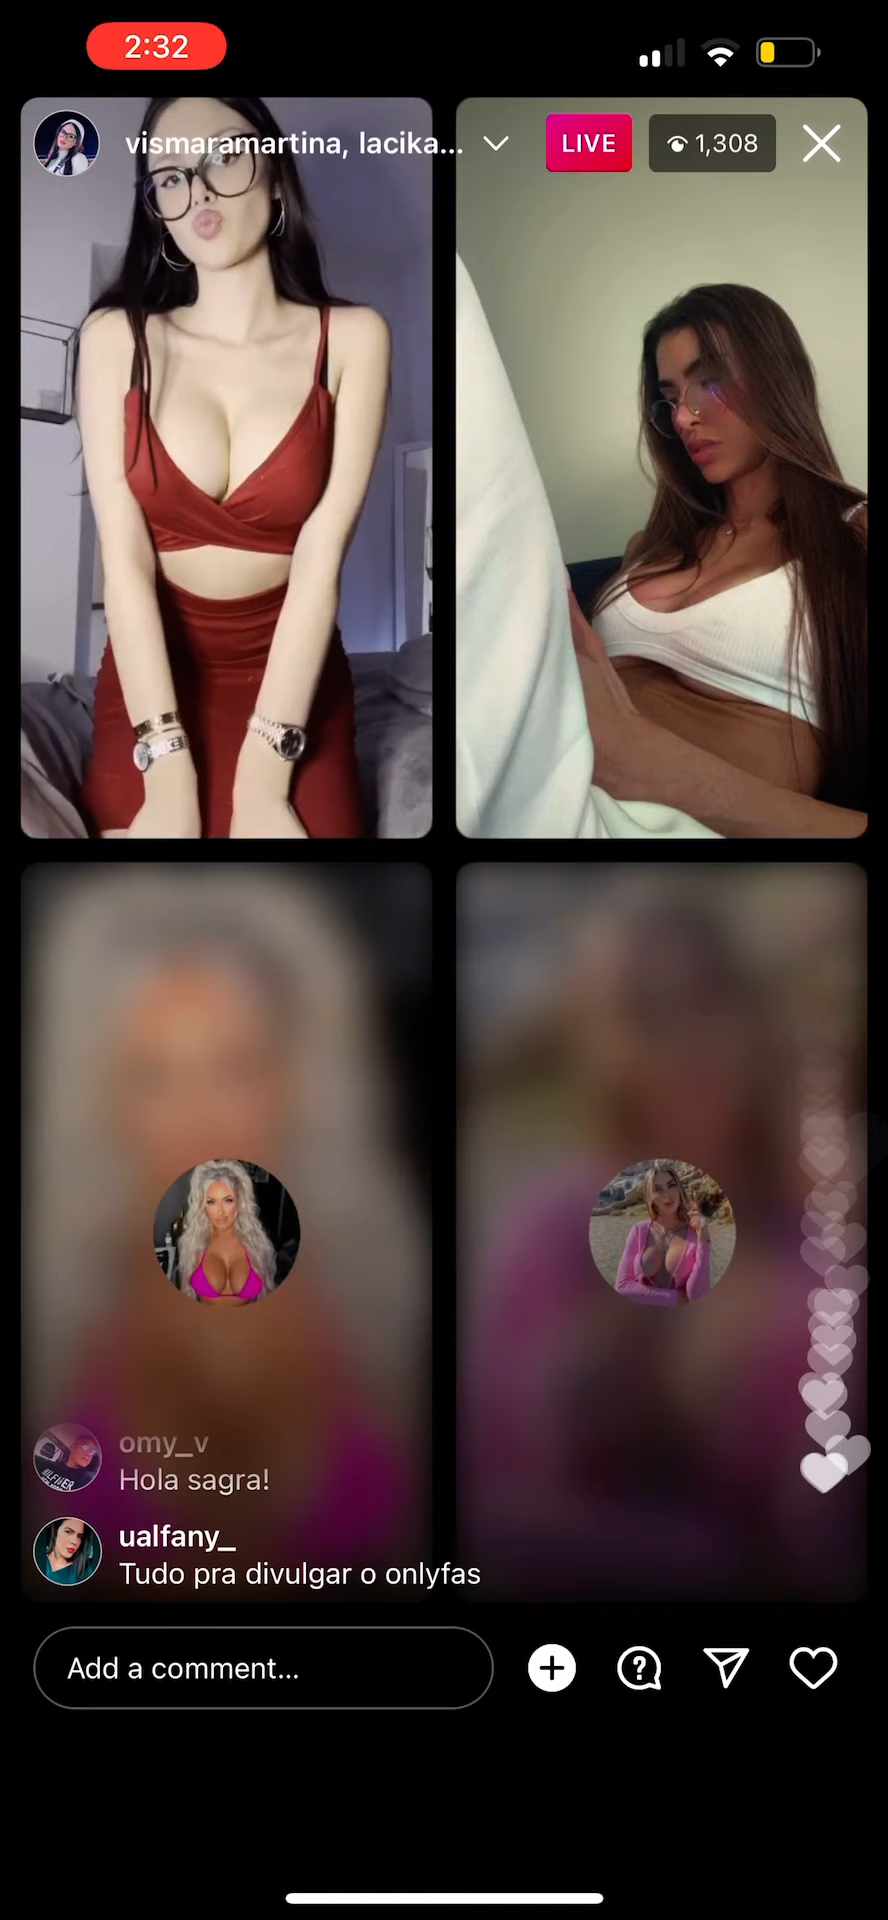 2:32
vismaramartina, lacika...
LIVE
1,308
omy_v
Hola sagra!
ualfany_
Tudo pra divulgar o onlyfas
Add a comment...